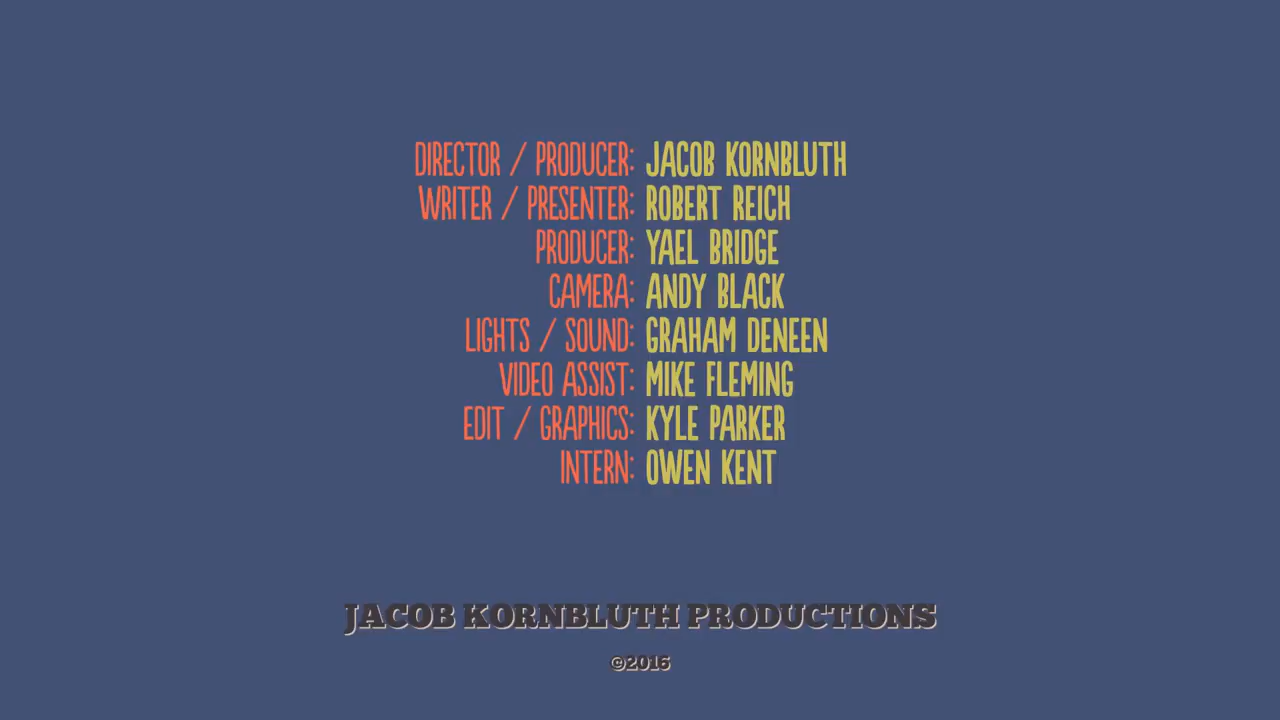 DIRECTOR / PRODUCER: JACOB KORNBLUTH
WRITER / PRESENTER: ROBERT REICH
PRODUCER: YAEL BRIDGE
CAMERA: ANDY BLACK
LIGHTS / SOUND: GRAHAM DENEEN
VIDEO ASSIST: MIKE FLEMING
EDIT / GRAPHICS: KYLE PARKER
INTERN: OWEN KENT
JACOB KORNBLUTH PRODUCTIONS
©2016